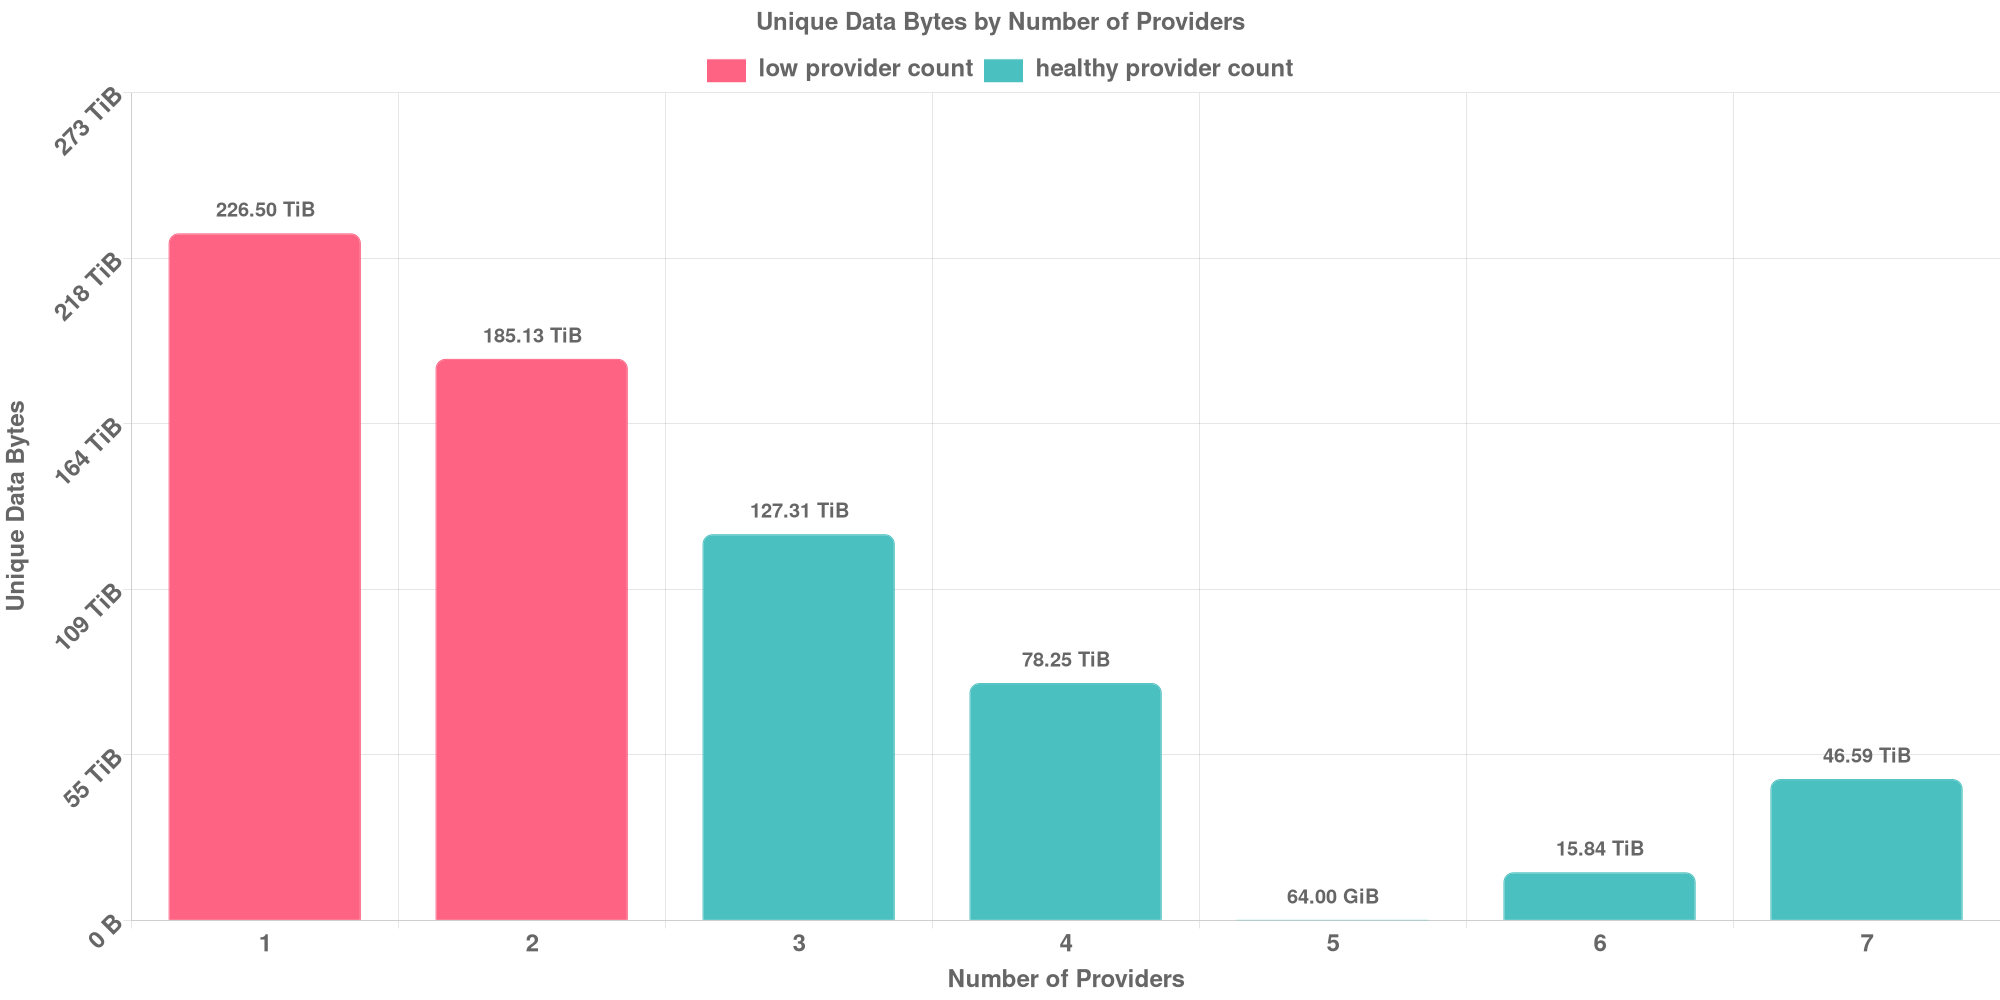 Unique Data Bytes by Number of Providers
low provider count
healthy provider count
Unique Data Bytes
273 TiB
218 TiB
164 TiB
109 TiB
55 TiB
0 B
226.50 TiB
185.13 TiB
127.31 TiB
78.25 TiB
64.00 GiB
15.84 TiB
46.59 TiB
1
2
3
4
5
6
7
Number of Providers